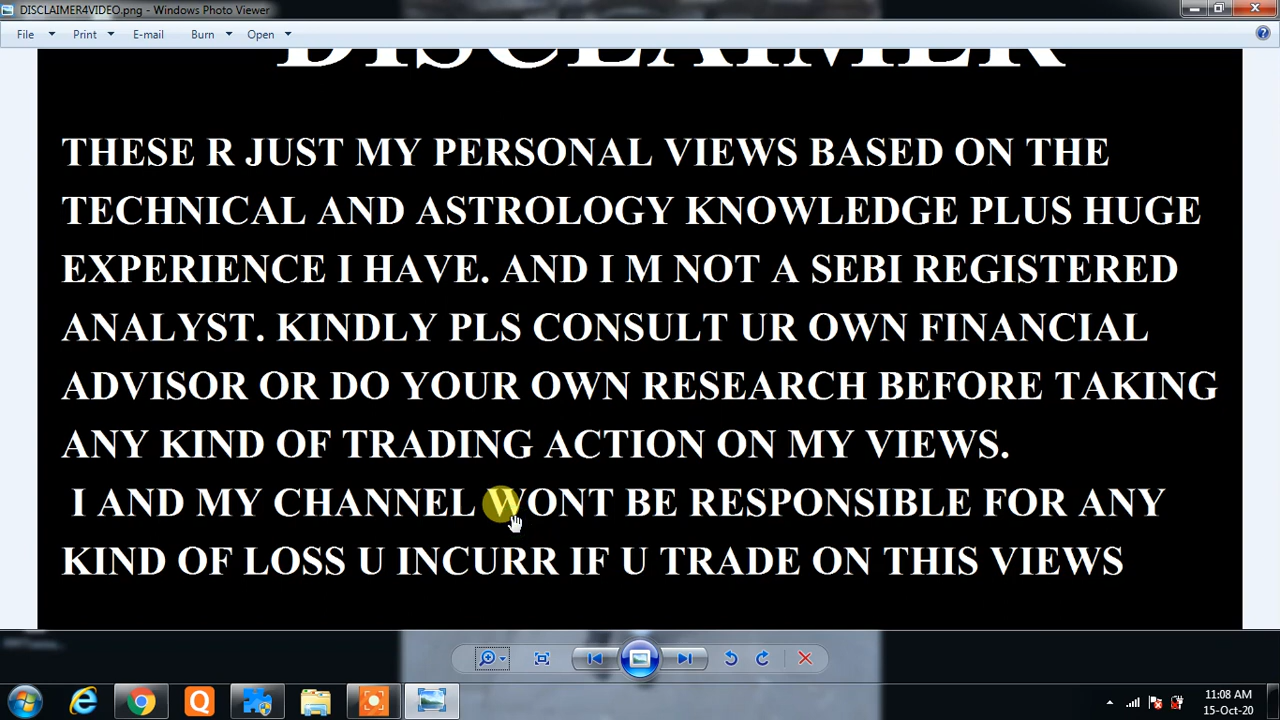 DISCLAIMER4VIDEO.png - Windows Photo Viewer
File Print E-mail Burn Open
DISCLAIMER
THESE R JUST MY PERSONAL VIEWS BASED ON THE
TECHNICAL AND ASTROLOGY KNOWLEDGE PLUS HUGE
EXPERIENCE I HAVE. AND I M NOT A SEBI REGISTERED
ANALYST. KINDLY PLS CONSULT UR OWN FINANCIAL
ADVISOR OR DO YOUR OWN RESEARCH BEFORE TAKING
ANY KIND OF TRADING ACTION ON MY VIEWS.
I AND MY CHANNEL WONT BE RESPONSIBLE FOR ANY
KIND OF LOSS U INCURR IF U TRADE ON THIS VIEWS
11:08 AM
15-Oct-20